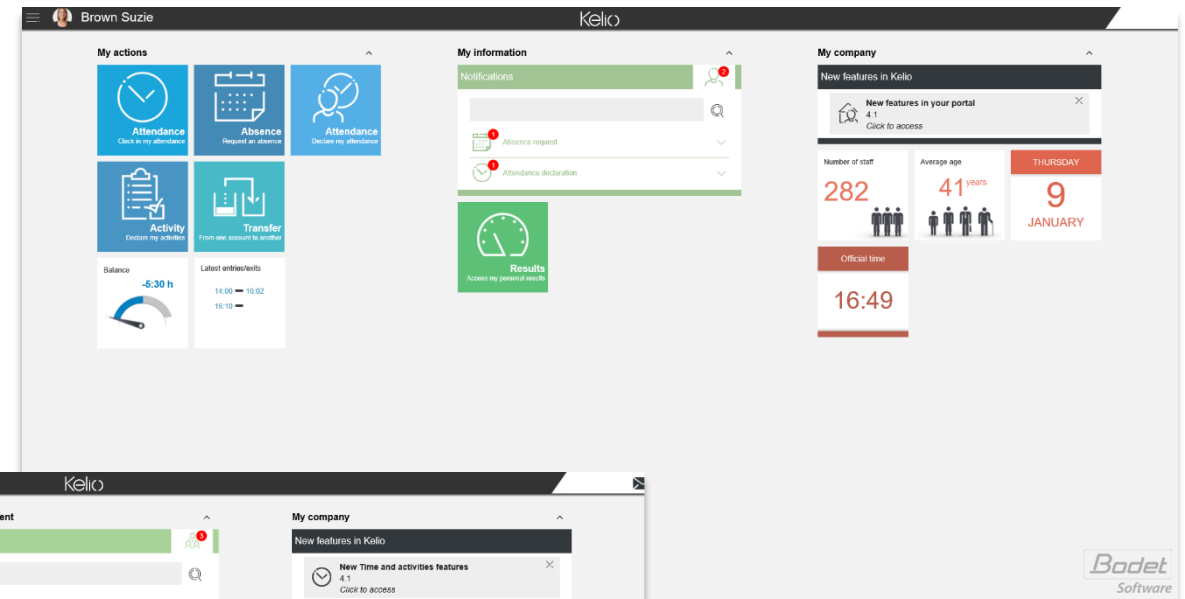 Brown Suzie
Kelio
My actions
Attendance
Clock in my attendance
Absence
Request an absence
Attendance
Declare my attendance
Activity
Declare my activities
Transfer
From one account to another
Balance
-5:30 h
Latest entries/exits
14:00 — 16:02
16:10 —
My information
Notifications
2
1
Absence request
1
Attendance declaration
Results
Access my personal results
My company
New features in Kelio
New features in your portal
4.1
Click to access
Number of staff
282
Average age
41 years
THURSDAY
9
JANUARY
Official time
16:49
Kelio
ent
3
My company
New features in Kelio
New Time and activities features
4.1
Click to access
Bodet
Software